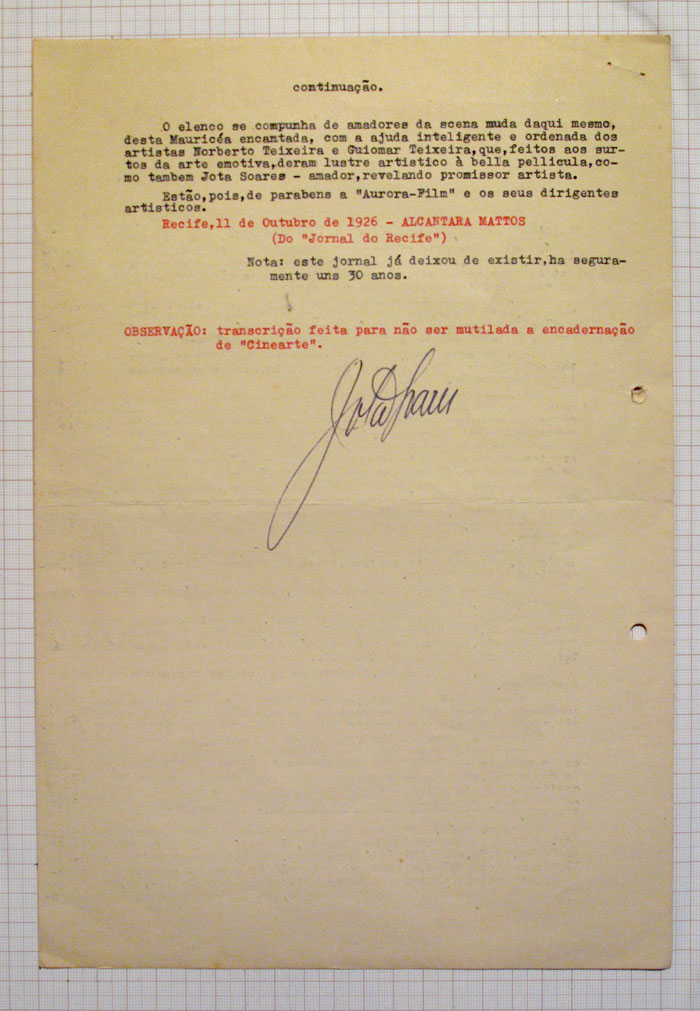 continuação.
O elenco se compunha de amadores da scena muda daqui mesmo,
desta Mauricéa encantada, com a ajuda inteligente e ordenada dos
artistas Norberto Teixeira e Guiomar Teixeira,que,feitos aos sur-
tos da arte emotiva,deram lustre artistico à bella pellicula,co-
mo tambem Jota Soares - amador,revelando promissor artista.
Estão,pois,de parabens a "Aurora-Film" e os seus dirigentes
artisticos.
Recife,11 de Outubro de 1926 - ALCANTARA MATTOS
(Do "Jornal do Recife")
Nota: este jornal já deixou de existir,ha segura-
mente uns 30 anos.
OBSERVAÇÃO: transcrição feita para não ser mutilada a encadernação
de "Cinearte".
Jota Soares